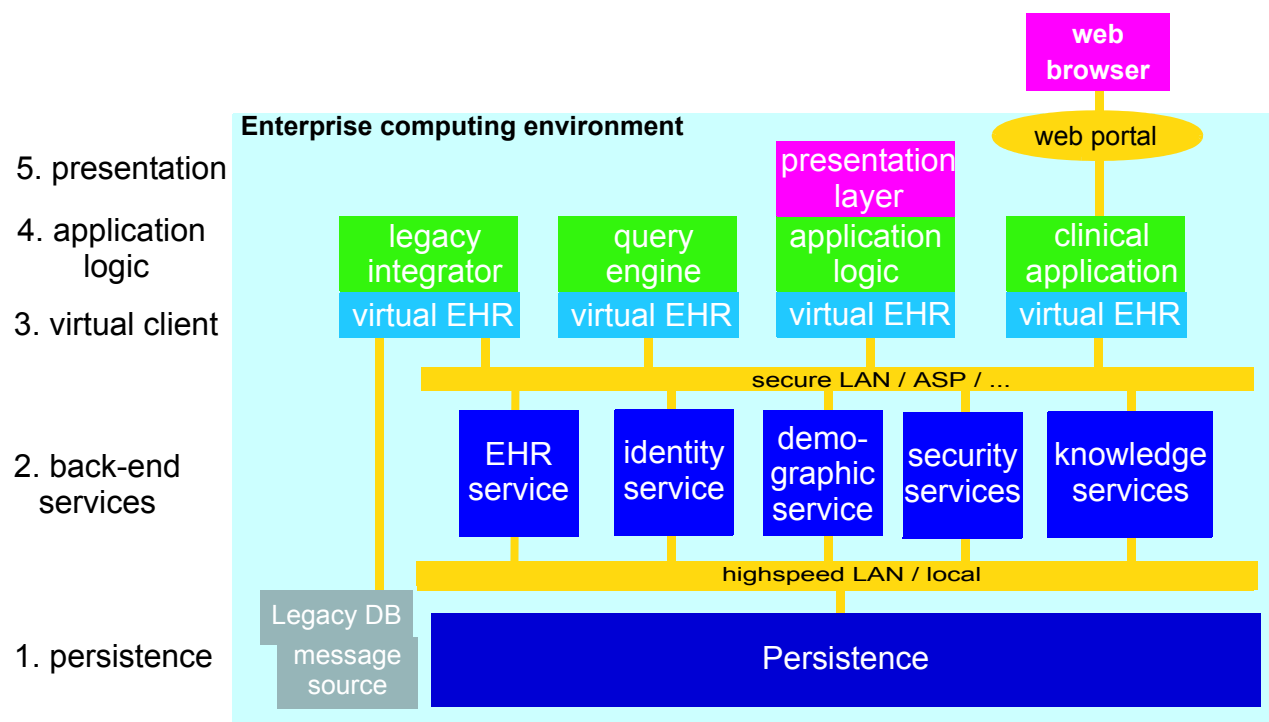 web
browser
Enterprise computing environment
web portal
5. presentation
presentation
layer
4. application
logic
legacy
integrator
query
engine
application
logic
clinical
application
3. virtual client
virtual EHR
virtual EHR
virtual EHR
virtual EHR
secure LAN / ASP / ...
2. back-end
services
EHR
service
identity
service
demo-
graphic
service
security
services
knowledge
services
highspeed LAN / local
Legacy DB
message
source
1. persistence
Persistence